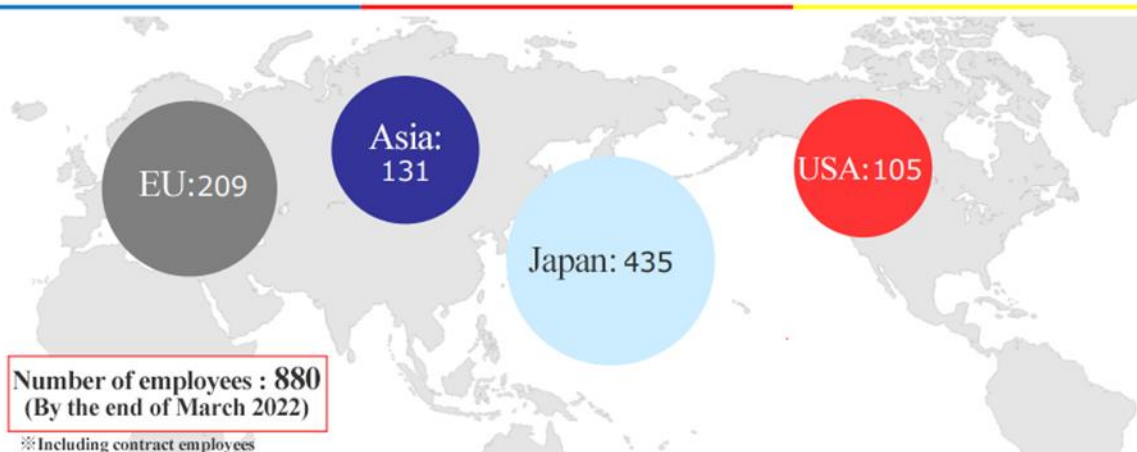 EU:209
Asia:
131
USA:105
Japan: 435
Number of employees : 880
(By the end of March 2022)
※Including contract employees